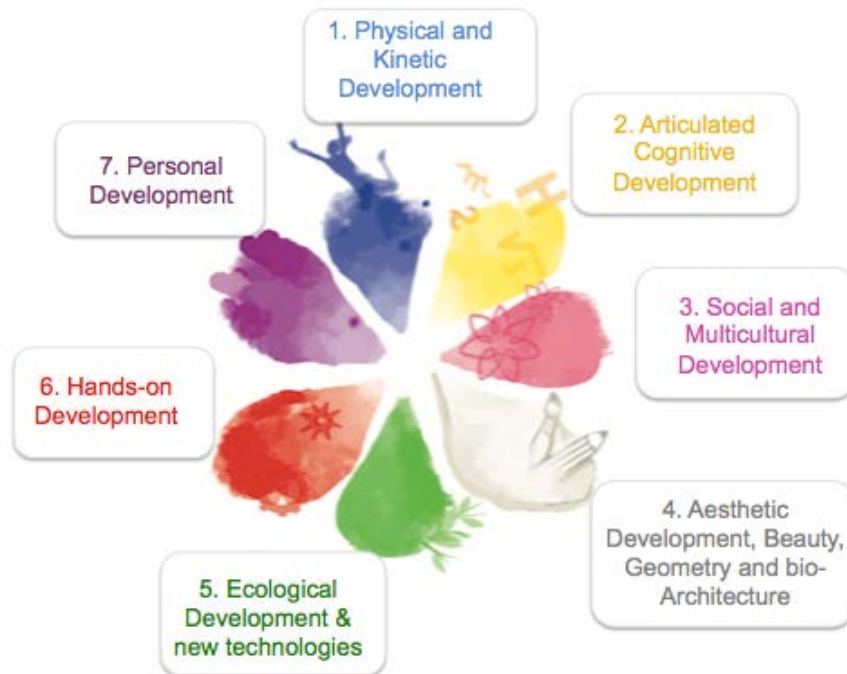 1. Physical and
Kinetic
Development
2. Articulated
Cognitive
Development
3. Social and
Multicultural
Development
4. Aesthetic
Development, Beauty,
Geometry and bio-
Architecture
5. Ecological
Development &
new technologies
6. Hands-on
Development
7. Personal
Development